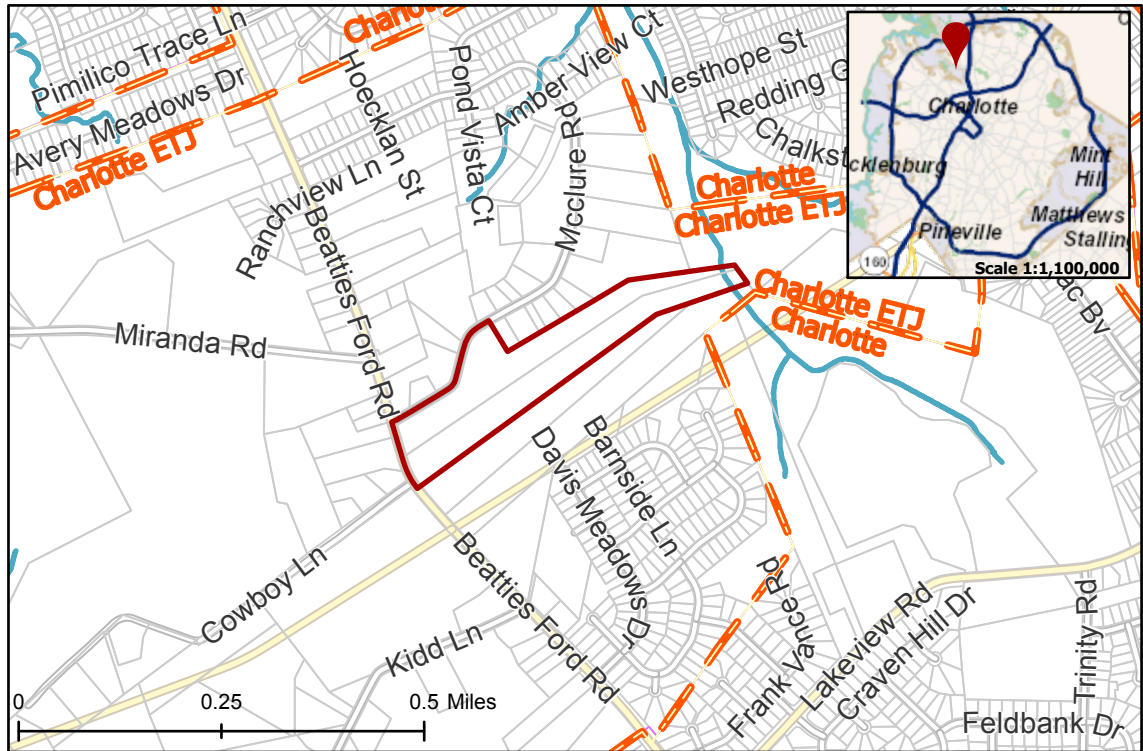 Pimilico Trace Ln
Charlotte
Avery Meadows Dr
Charlotte ETJ
Hoecklan St
Pond Vista Ct
Amber View Ct
Westhope St
Redding G
Chalkst
Ranchview Ln
Mcclure Rd
Charlotte
Charlotte ETJ
Beatties Ford Rd
Miranda Rd
Charlotte ETJ
Charlotte
Barnside Ln
Davis Meadows Dr
Cowboy Ln
Beatties Ford Rd
Kidd Ln
Frank Vance Rd
Lakeview Rd
Craven Hill Dr
Trinity Rd
Feldbank Dr
ac Bv
0 0.25 0.5 Miles
Charlotte
cklenburg
Mint
Hill
Matthews
Stalling
Pineville
160
Scale 1:1,100,000